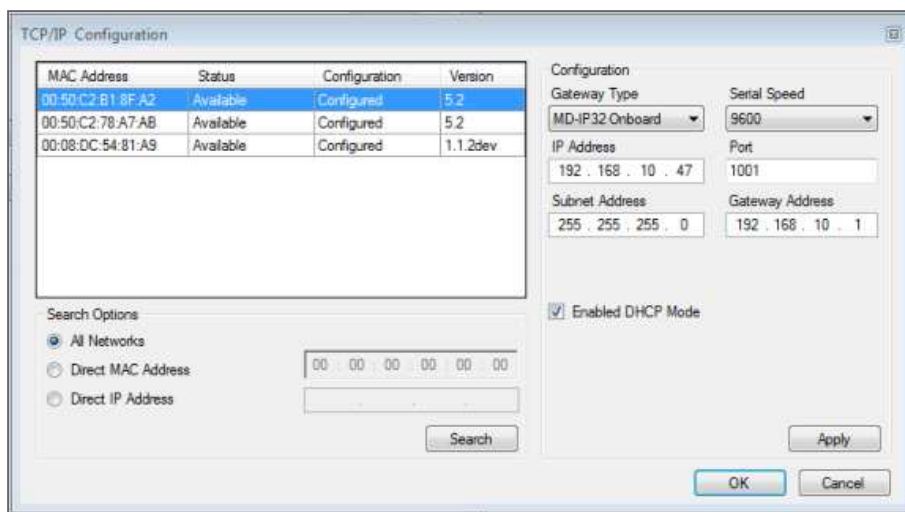 TCP/IP Configuration
MAC Address Status Configuration Version
00:50:C2:B1:8F:A2 Available Configured 5.2
00:50:C2:78:A7:AB Available Configured 5.2
00:08:DC:54:81:A9 Available Configured 1.1.2dev
Search Options
All Networks
Direct MAC Address 00 : 00 : 00 : 00 : 00 : 00
Direct IP Address . . .
Search
Configuration
Gateway Type Serial Speed
MD-IP32 Onboard 9600
IP Address Port
192 . 168 . 10 . 47 1001
Subnet Address Gateway Address
255 . 255 . 255 . 0 192 . 168 . 10 . 1
Enabled DHCP Mode
Apply
OK Cancel